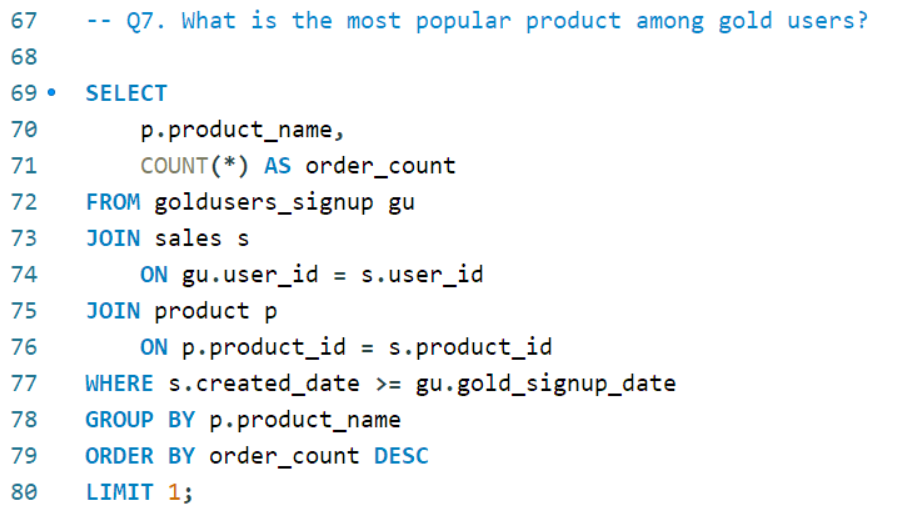 67 -- Q7. What is the most popular product among gold users?
68
69 • SELECT
70 p.product_name,
71 COUNT(*) AS order_count
72 FROM goldusers_signup gu
73 JOIN sales s
74 ON gu.user_id = s.user_id
75 JOIN product p
76 ON p.product_id = s.product_id
77 WHERE s.created_date >= gu.gold_signup_date
78 GROUP BY p.product_name
79 ORDER BY order_count DESC
80 LIMIT 1;